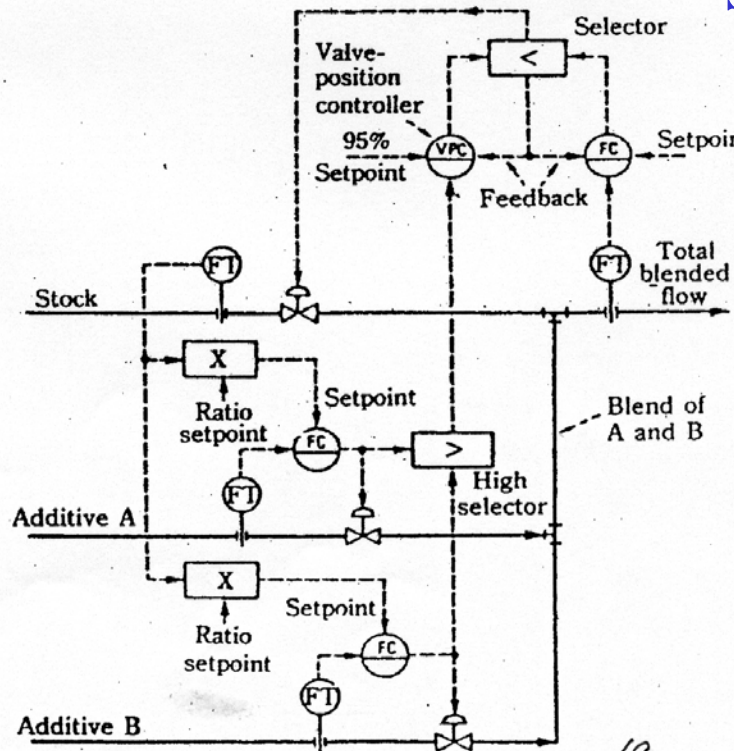 Selector
<
Valve-
position
controller
95%
Setpoint
VPC
FC
Feedback
FT
Total
blended
flow
FT
Stock
X
Ratio
setpoint
Setpoint
FC
>
High
selector
Blend of
A and B
FT
Additive A
X
Ratio
setpoint
Setpoint
FC
FT
Additive B